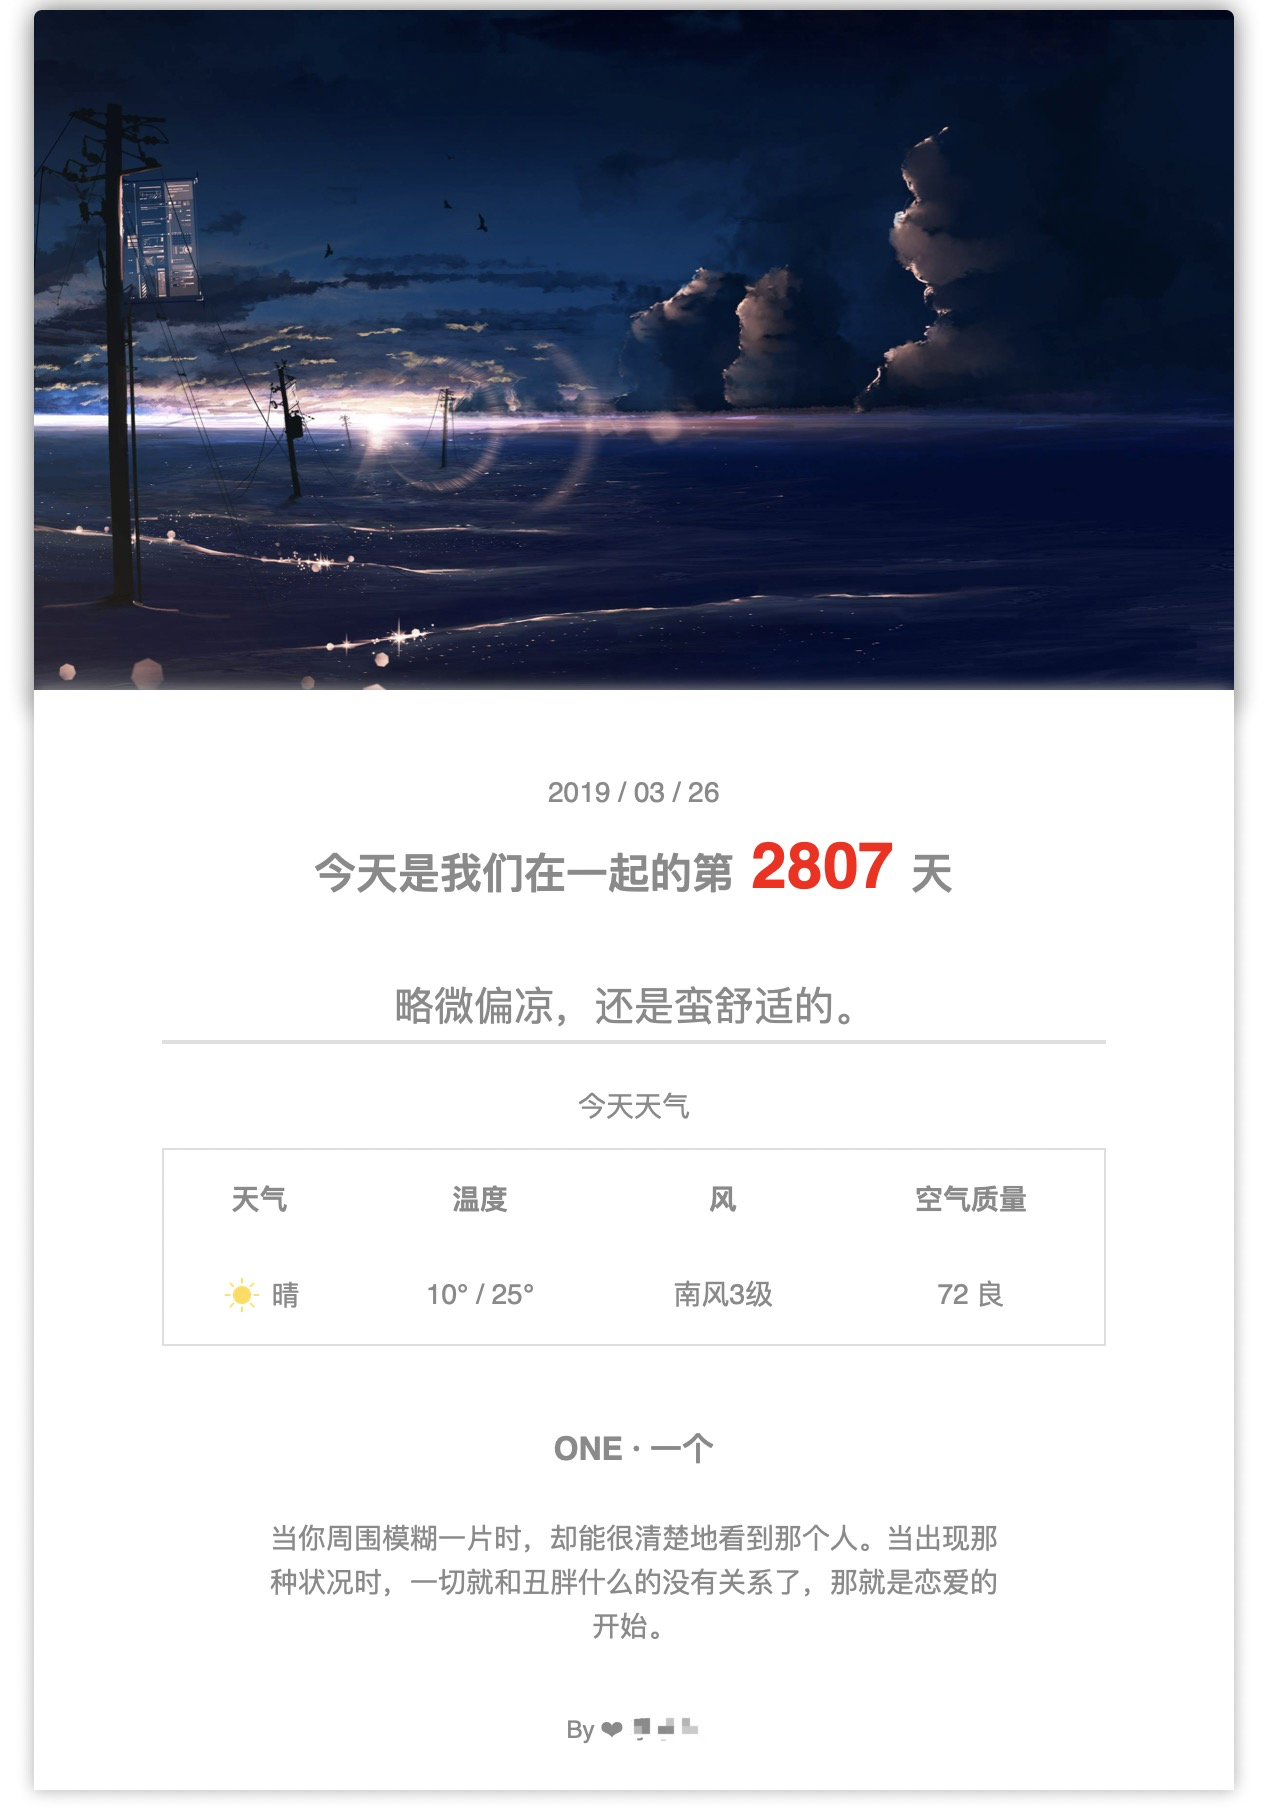 2019 / 03 / 26
今天是我们在一起的第 2807 天
略微偏凉，还是蛮舒适的。
今天天气
天气 温度 风 空气质量
晴 10° / 25° 南风3级 72 良
ONE · 一个
当你周围模糊一片时，却能很清楚地看到那个人。当出现那
种状况时，一切就和丑胖什么的没有关系了，那就是恋爱的
开始。
By ❤